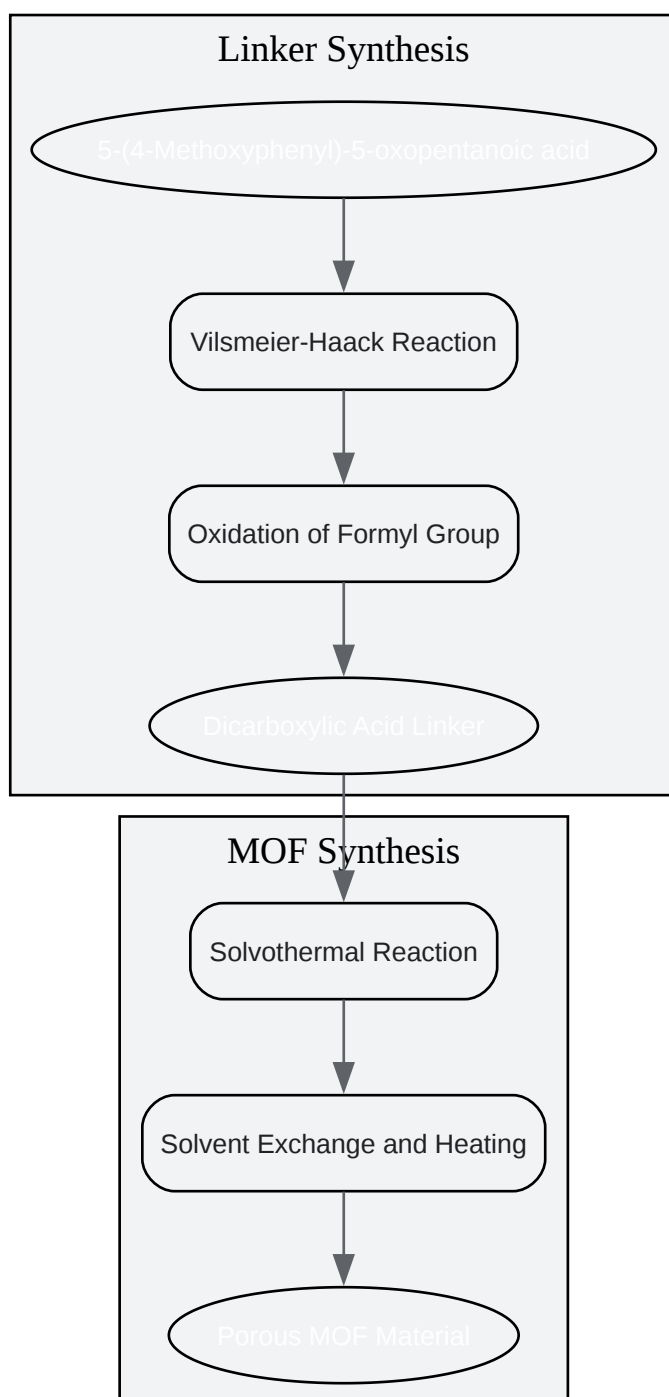 Linker Synthesis
5-(4-Methoxyphenyl)-5-oxopentanoic acid
Vilsmeier-Haack Reaction
Oxidation of Formyl Group
Dicarboxylic Acid Linker
MOF Synthesis
Solvothermal Reaction
Solvent Exchange and Heating
Porous MOF Material